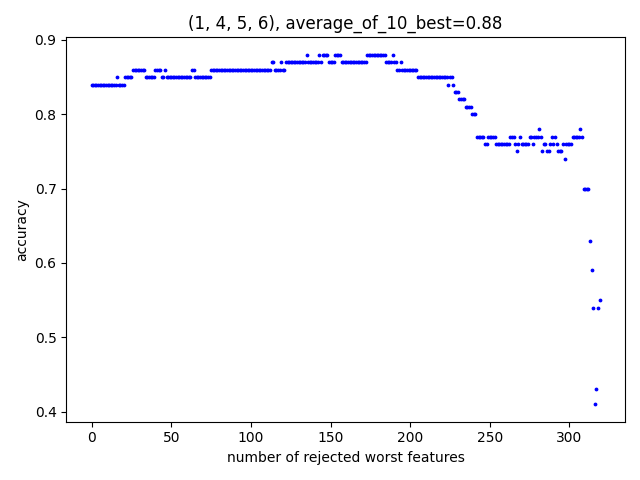 (1, 4, 5, 6), average_of_10_best=0.88
0.9
0.8
0.7
0.6
0.5
0.4
accuracy
0 50 100 150 200 250 300
number of rejected worst features